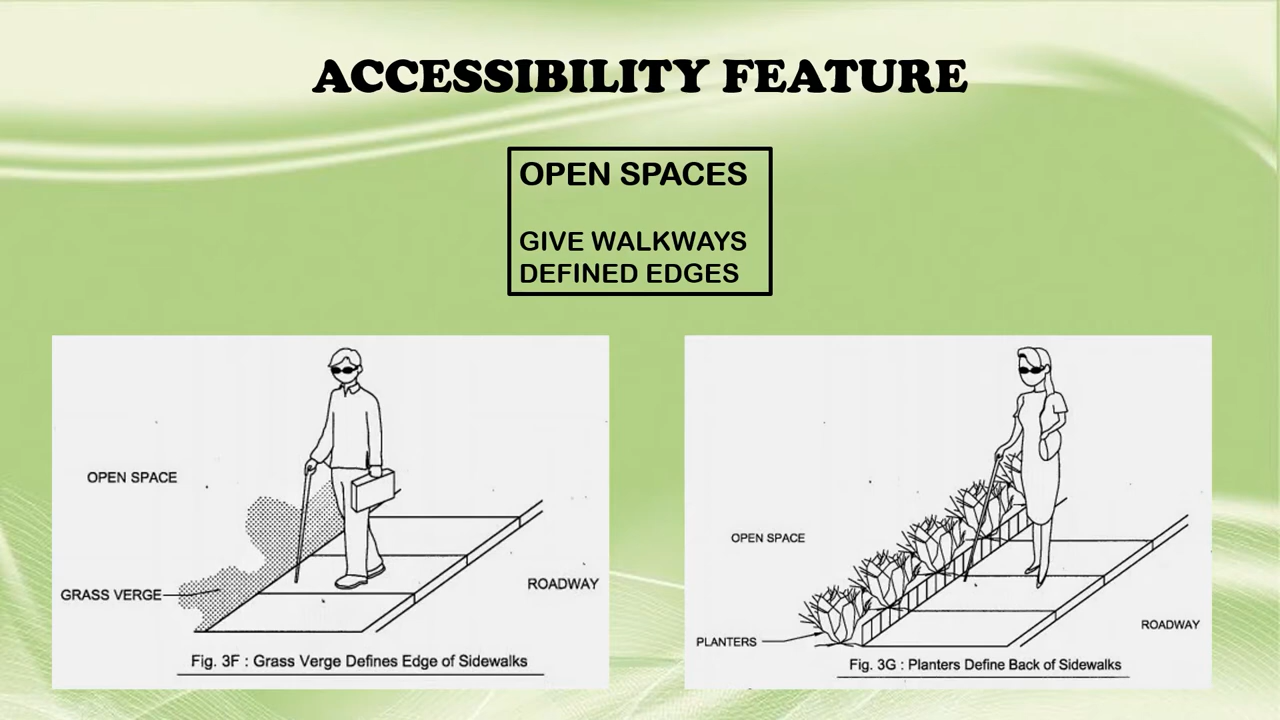 ACCESSIBILITY FEATURE
OPEN SPACES
GIVE WALKWAYS
DEFINED EDGES
OPEN SPACE
GRASS VERGE
ROADWAY
Fig. 3F : Grass Verge Defines Edge of Sidewalks
OPEN SPACE
PLANTERS
ROADWAY
Fig. 3G : Planters Define Back of Sidewalks